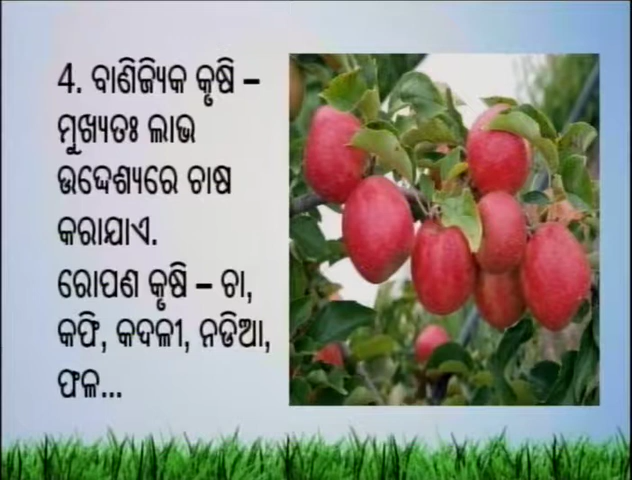 4. ବାଣିଜ୍ୟିକ କୃଷି –
ମୁଖ୍ୟତଃ ଲାଭ
ଉଦ୍ଦେଶ୍ୟରେ ଚାଷ
କରାଯାଏ.
ରୋପଣ କୃଷି – ଚା,
କଫି, କଦଳୀ, ନଡିଆ,
ଫଳ...